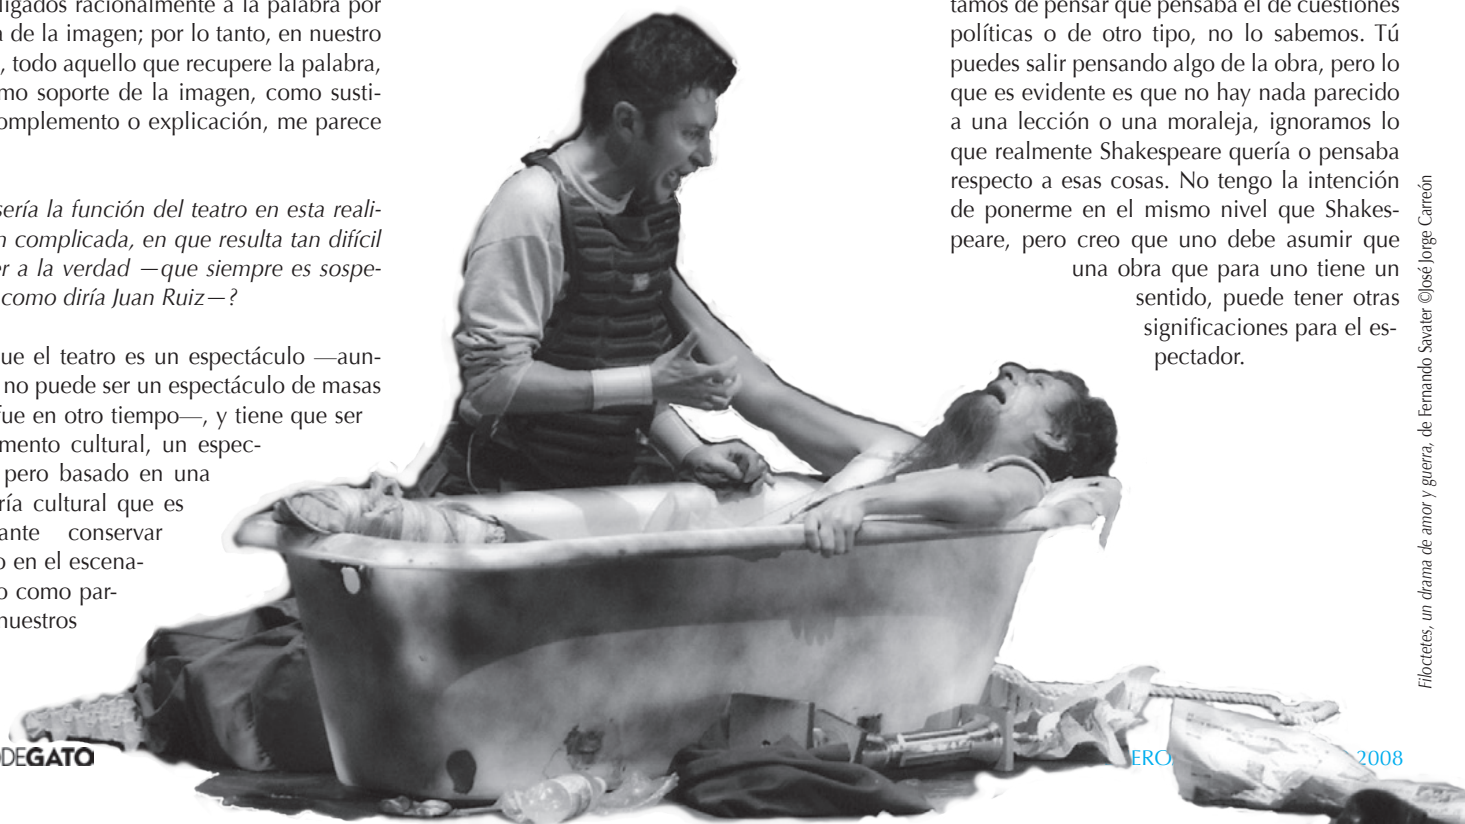 ligados racionalmente a la palabra por
de la imagen; por lo tanto, en nuestro
, todo aquello que recupere la palabra,
mo soporte de la imagen, como susti-
omplemento o explicación, me parece
sería la función del teatro en esta reali-
complicada, en que resulta tan difícil
er a la verdad —que siempre es sospe-
como diría Juan Ruiz—?
ue el teatro es un espectáculo —aun-
no puede ser un espectáculo de masas
fue en otro tiempo—, y tiene que ser
mento cultural, un espec-
pero basado en una
ría cultural que es
ante conservar
o en el escena-
o como par-
nuestros
tamos de pensar que pensaba él de cuestiones
políticas o de otro tipo, no lo sabemos. Tú
puedes salir pensando algo de la obra, pero lo
que es evidente es que no hay nada parecido
a una lección o una moraleja, ignoramos lo
que realmente Shakespeare quería o pensaba
respecto a esas cosas. No tengo la intención
de ponerme en el mismo nivel que Shakes-
peare, pero creo que uno debe asumir que
una obra que para uno tiene un
sentido, puede tener otras
significaciones para el es-
pectador.
Filoctetes, un drama de amor y guerra, de Fernando Savater ©José Jorge Carreón
DEGATO
ERO
2008